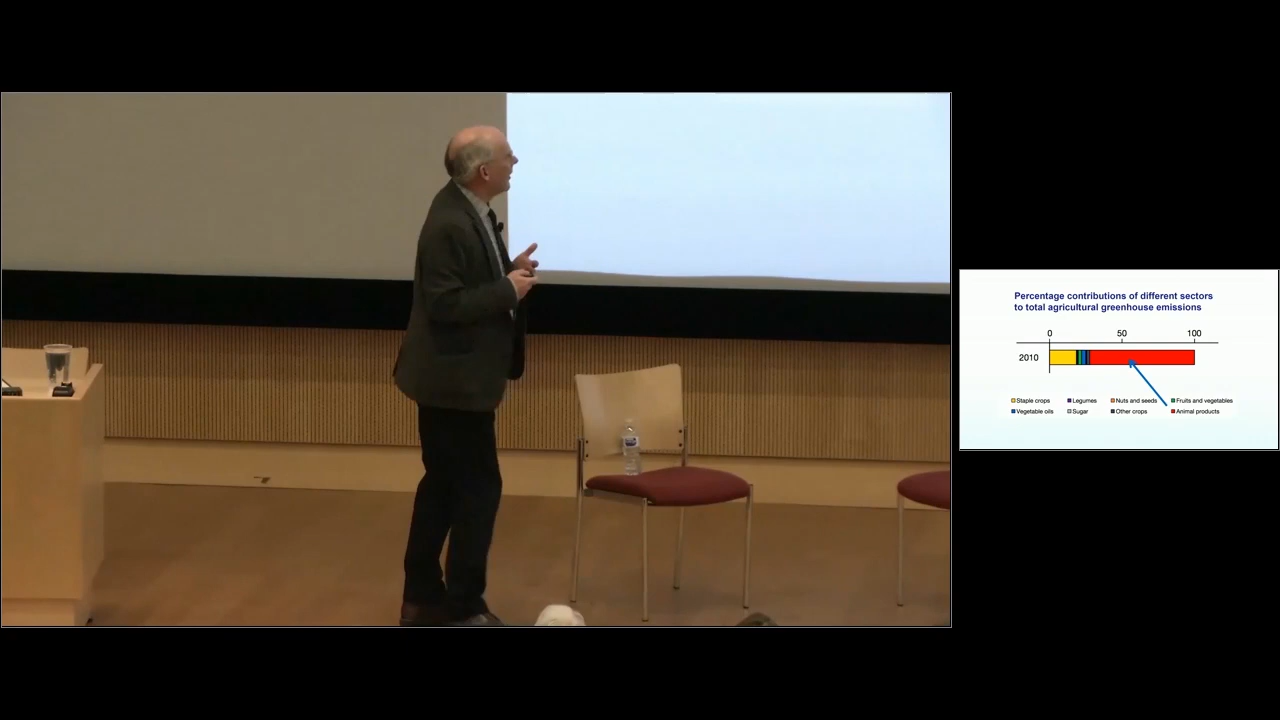 Percentage contributions of different sectors
to total agricultural greenhouse emissions
0 50 100
2010
Staple crops Legumes Nuts and seeds Fruits and vegetables
Vegetable oils Sugar Other crops Animal products